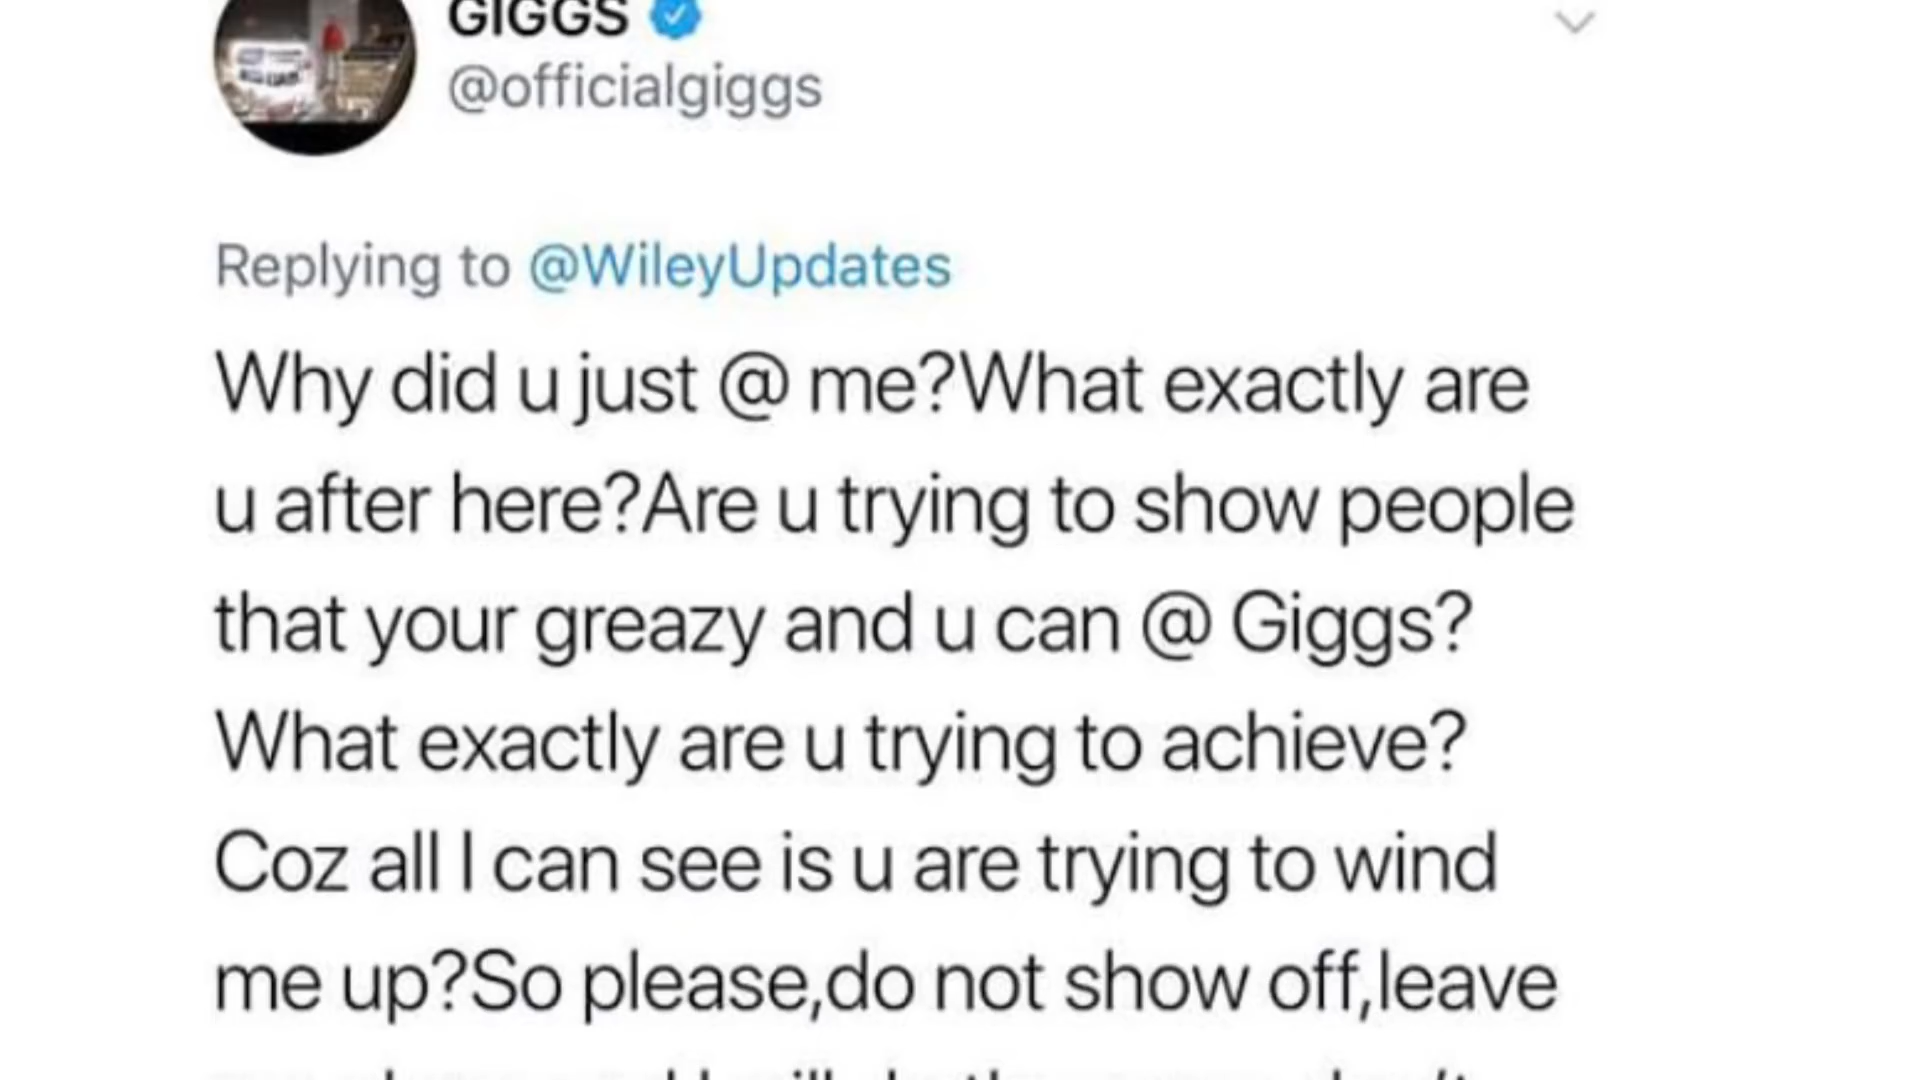 GIGGS
@officialgiggs
Replying to @WileyUpdates
Why did u just @ me?What exactly are
u after here?Are u trying to show people
that your greazy and u can @ Giggs?
What exactly are u trying to achieve?
Coz all I can see is u are trying to wind
me up?So please,do not show off,leave